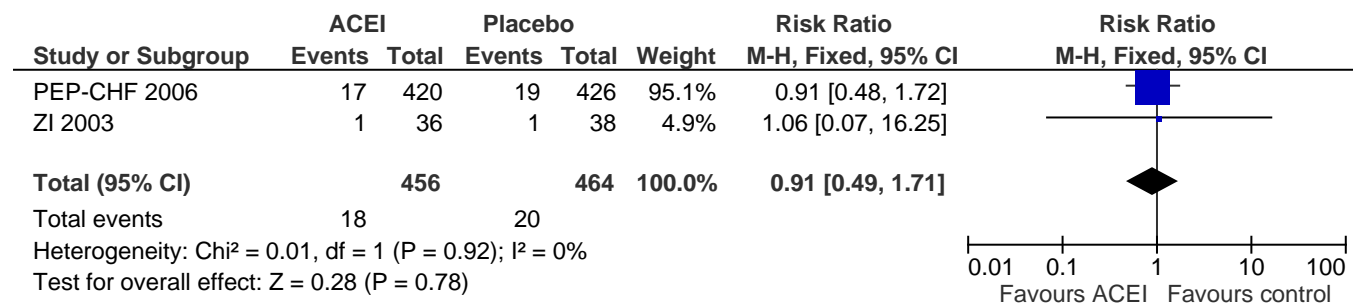 ACEI Placebo Risk Ratio Risk Ratio
Study or Subgroup Events Total Events Total Weight M-H, Fixed, 95% CI M-H, Fixed, 95% CI
PEP-CHF 2006 17 420 19 426 95.1% 0.91 [0.48, 1.72]
ZI 2003 1 36 1 38 4.9% 1.06 [0.07, 16.25]
Total (95% CI) 456 464 100.0% 0.91 [0.49, 1.71]
Total events 18 20
Heterogeneity: Chi² = 0.01, df = 1 (P = 0.92); I² = 0%
Test for overall effect: Z = 0.28 (P = 0.78)
0.01 0.1 1 10 100
Favours ACEI Favours control